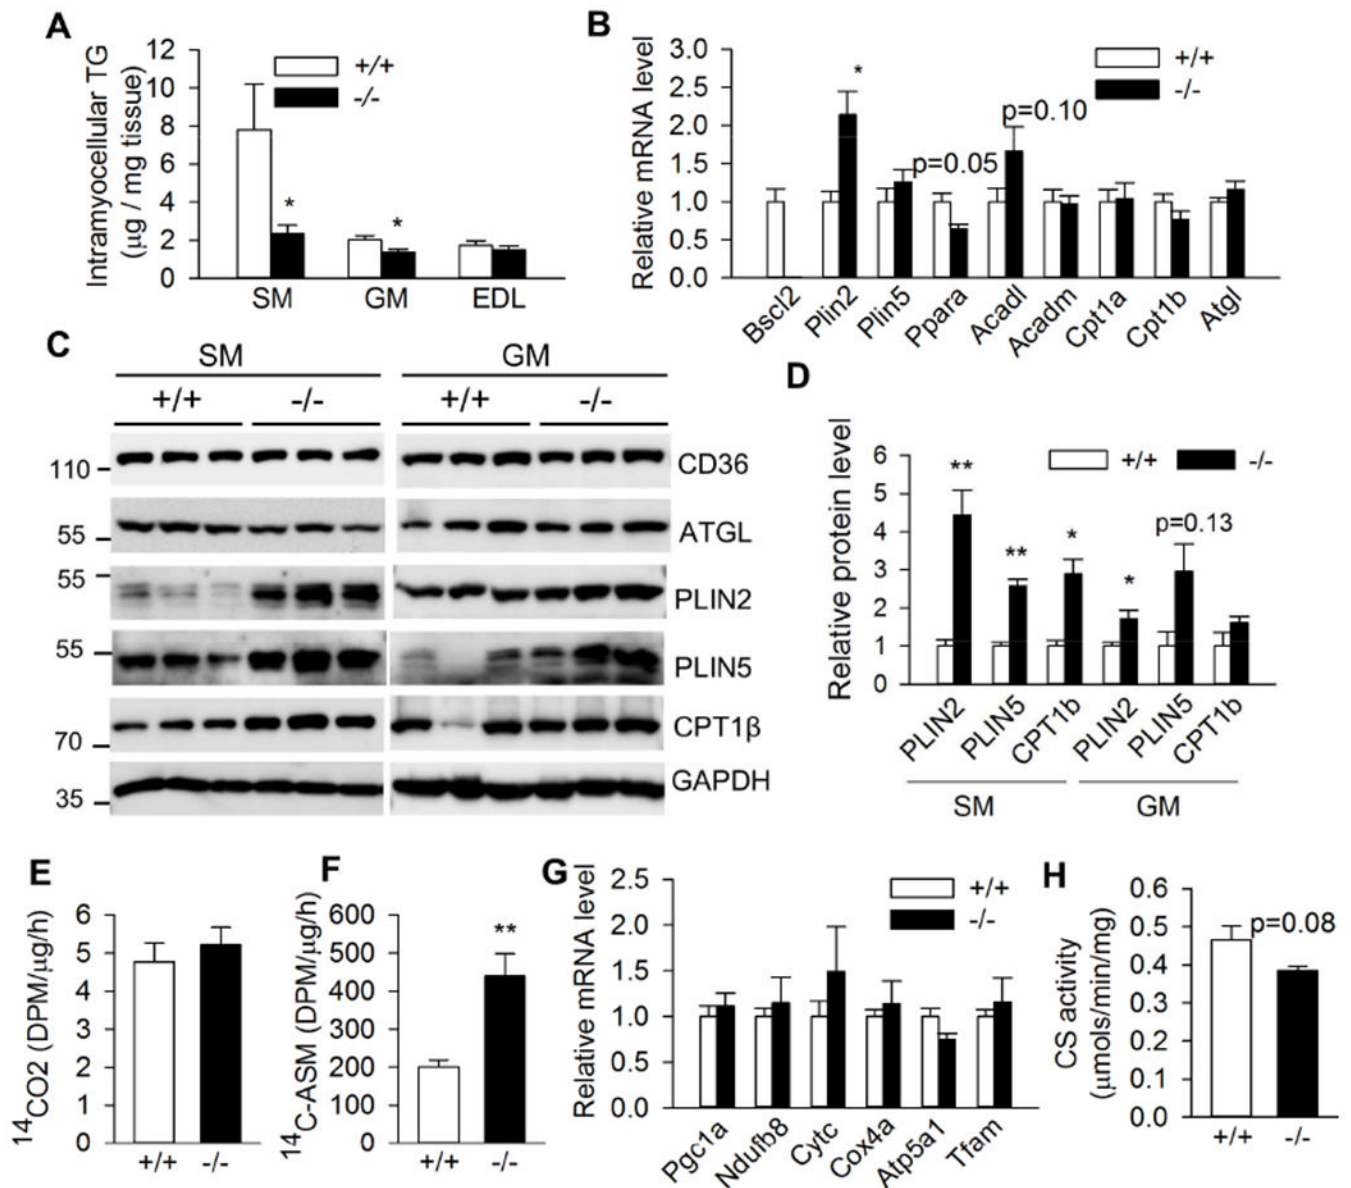 A
Intramyocellular TG
(μg / mg tissue)
12
10
8
6
4
2
0
+/+
-/-
*
*
SM
GM
EDL
B
Relative mRNA level
3.0
2.5
2.0
1.5
1.0
0.5
0.0
*
p=0.05
p=0.10
+/+
-/-
Bscl2
Plin2
Plin5
Ppara
Acadl
Acadm
Cpt1a
Cpt1b
Atgl
C
SM
GM
+/+
-/-
+/+
-/-
110
CD36
55
ATGL
55
PLIN2
55
PLIN5
70
CPT1β
35
GAPDH
D
Relative protein level
6
5
4
3
2
1
0
+/+
-/-
**
**
*
*
p=0.13
PLIN2
PLIN5
CPT1b
PLIN2
PLIN5
CPT1b
SM
GM
E
14CO2 (DPM/μg/h)
6
5
4
3
2
1
0
+/+
-/-
F
14C-ASM (DPM/μg/h)
600
500
400
300
200
100
0
**
+/+
-/-
G
Relative mRNA level
2.5
2.0
1.5
1.0
0.5
0.0
+/+
-/-
Pgc1a
Ndufb8
Cytc
Cox4a
Atp5a1
Tfam
H
CS activity
(μmols/min/mg)
0.6
0.5
0.4
0.3
0.2
0.1
0.0
p=0.08
+/+
-/-